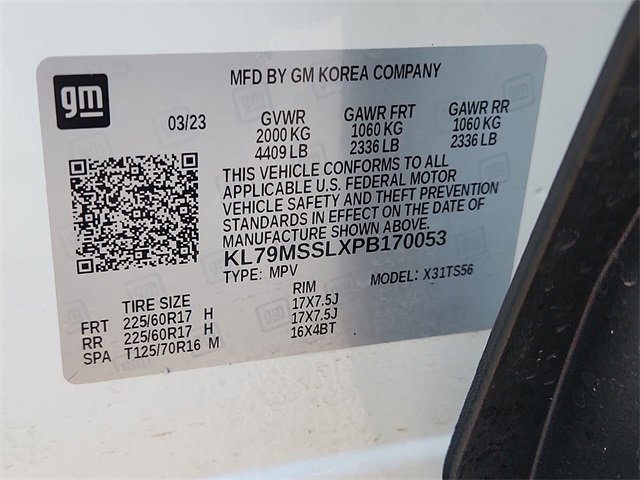 gm
MFD BY GM KOREA COMPANY
03/23 GVWR GAWR FRT GAWR RR
2000 KG 1060 KG 1060 KG
4409 LB 2336 LB 2336 LB
THIS VEHICLE CONFORMS TO ALL
APPLICABLE U.S. FEDERAL MOTOR
VEHICLE SAFETY AND THEFT PREVENTION
STANDARDS IN EFFECT ON THE DATE OF
MANUFACTURE SHOWN ABOVE.
KL79MSSLXPB170053
TYPE: MPV MODEL: X31TS56
TIRE SIZE RIM
FRT 225/60R17 H 17X7.5J
RR 225/60R17 H 17X7.5J
SPA T125/70R16 M 16X4BT